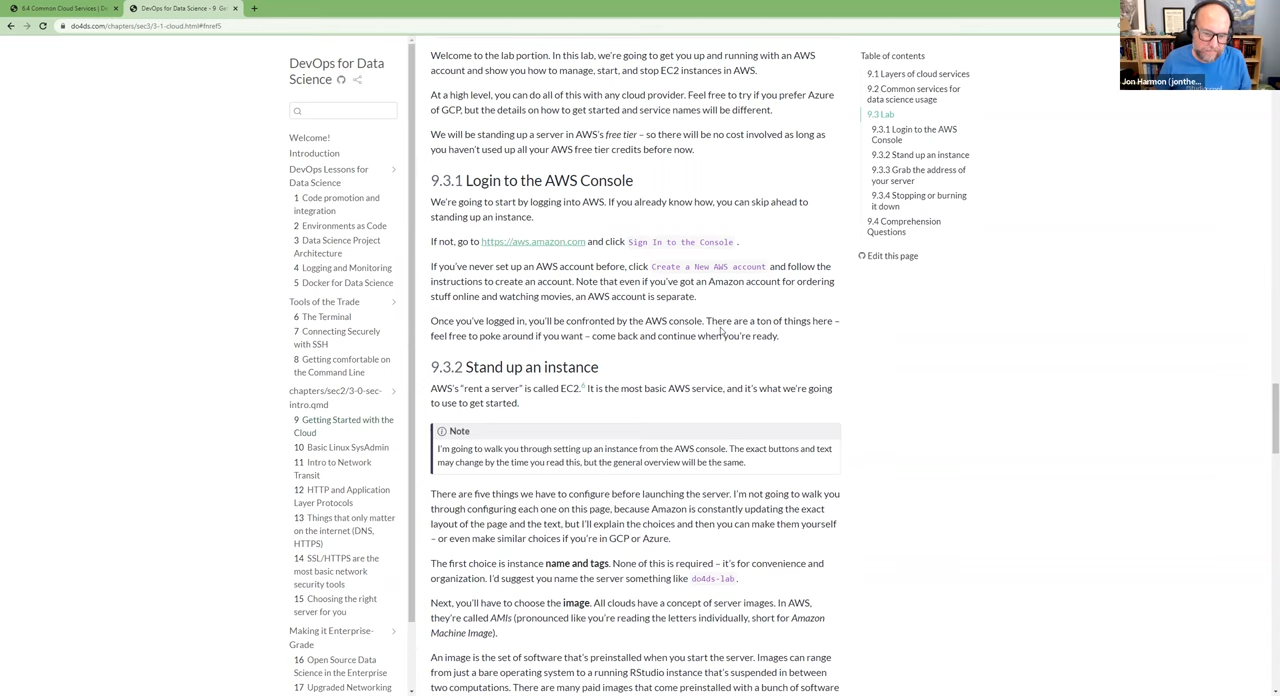 6.4 Common Cloud Services | D
DevOps for Data Science - 9 Get
do4ds.com/chapters/sec3/3-1-cloud.html#fnref5
Jon Harmon (jonthe...
DevOps for Data
Science
Welcome!
Introduction
DevOps Lessons for
Data Science
1 Code promotion and
integration
2 Environments as Code
3 Data Science Project
Architecture
4 Logging and Monitoring
5 Docker for Data Science
Tools of the Trade
6 The Terminal
7 Connecting Securely
with SSH
8 Getting comfortable on
the Command Line
chapters/sec2/3-0-sec-
intro.qmd
9 Getting Started with the
Cloud
10 Basic Linux SysAdmin
11 Intro to Network
Transit
12 HTTP and Application
Layer Protocols
13 Things that only matter
on the internet (DNS,
HTTPS)
14 SSL/HTTPS are the
most basic network
security tools
15 Choosing the right
server for you
Making it Enterprise-
Grade
16 Open Source Data
Science in the Enterprise
17 Upgraded Networking
Welcome to the lab portion. In this lab, we're going to get you up and running with an AWS
account and show you how to manage, start, and stop EC2 instances in AWS.
At a high level, you can do all of this with any cloud provider. Feel free to try if you prefer Azure
of GCP, but the details on how to get started and service names will be different.
We will be standing up a server in AWS's free tier – so there will be no cost involved as long as
you haven't used up all your AWS free tier credits before now.
9.3.1 Login to the AWS Console
We're going to start by logging into AWS. If you already know how, you can skip ahead to
standing up an instance.
If not, go to https://aws.amazon.com and click Sign In to the Console .
If you've never set up an AWS account before, click Create a New AWS account and follow the
instructions to create an account. Note that even if you've got an Amazon account for ordering
stuff online and watching movies, an AWS account is separate.
Once you've logged in, you'll be confronted by the AWS console. There are a ton of things here –
feel free to poke around if you want – come back and continue when you're ready.
9.3.2 Stand up an instance
AWS's "rent a server" is called EC2.6 It is the most basic AWS service, and it's what we're going
to use to get started.
Note
I'm going to walk you through setting up an instance from the AWS console. The exact buttons and text
may change by the time you read this, but the general overview will be the same.
There are five things we have to configure before launching the server. I'm not going to walk you
through configuring each one on this page, because Amazon is constantly updating the exact
layout of the page and the text, but I'll explain the choices and then you can make them yourself
– or even make similar choices if you're in GCP or Azure.
The first choice is instance name and tags. None of this is required – it's for convenience and
organization. I'd suggest you name the server something like do4ds-lab .
Next, you'll have to choose the image. All clouds have a concept of server images. In AWS,
they're called AMIs (pronounced like you're reading the letters individually, short for Amazon
Machine Image).
An image is the set of software that's preinstalled when you start the server. Images can range
from just a bare operating system to a running RStudio instance that's suspended in between
two computations. There are many paid images that come preinstalled with a bunch of software
Table of contents
9.1 Layers of cloud services
9.2 Common services for
data science usage
9.3 Lab
9.3.1 Login to the AWS
Console
9.3.2 Stand up an instance
9.3.3 Grab the address of
your server
9.3.4 Stopping or burning
it down
9.4 Comprehension
Questions
Edit this page